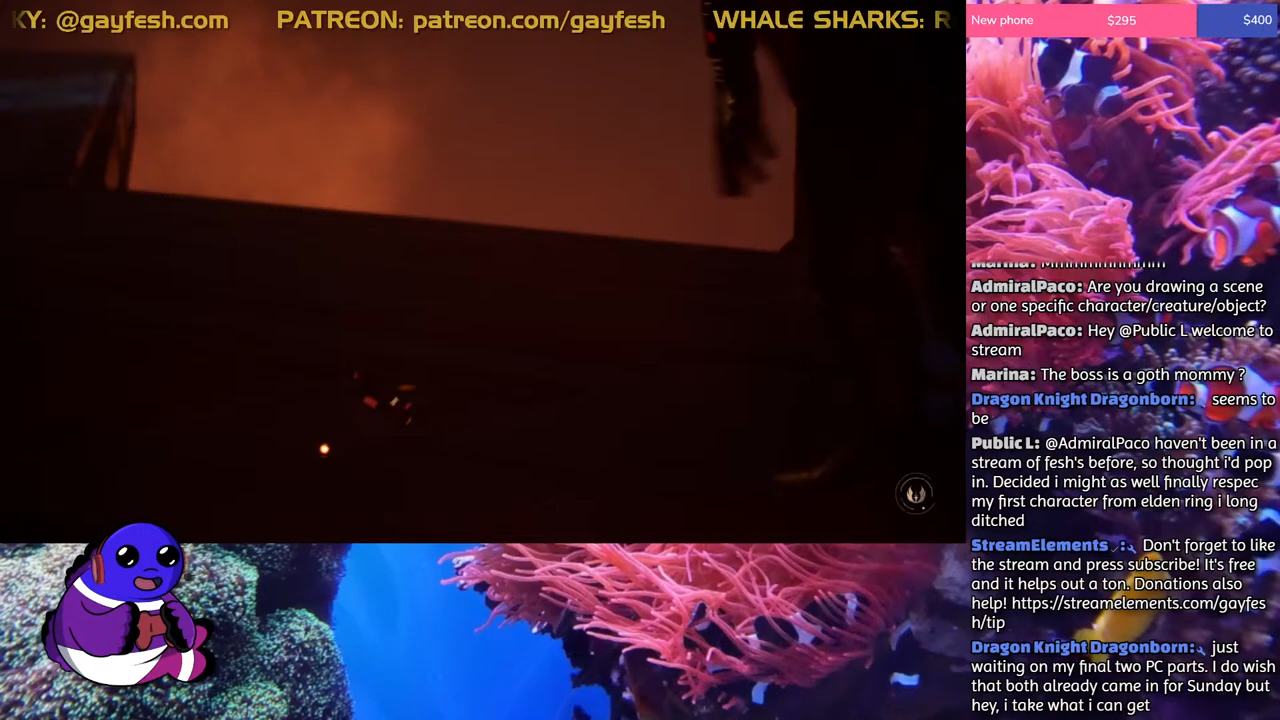 KY: @gayfesh.com PATREON: patreon.com/gayfesh WHALE SHARKS: R
New phone $295 $400
Marina: Mmmmmmmmmm
AdmiralPaco: Are you drawing a scene
or one specific character/creature/object?
AdmiralPaco: Hey @Public L welcome to
stream
Marina: The boss is a goth mommy ?
Dragon Knight Dragonborn: seems to
be
Public L: @AdmiralPaco haven't been in a
stream of fesh's before, so thought i'd pop
in. Decided i might as well finally respec
my first character from elden ring i long
ditched
StreamElements : Don't forget to like
the stream and press subscribe! It's free
and it helps out a ton. Donations also
help! https://streamelements.com/gayfes
h/tip
Dragon Knight Dragonborn: just
waiting on my final two PC parts. I do wish
that both already came in for Sunday but
hey, i take what i can get